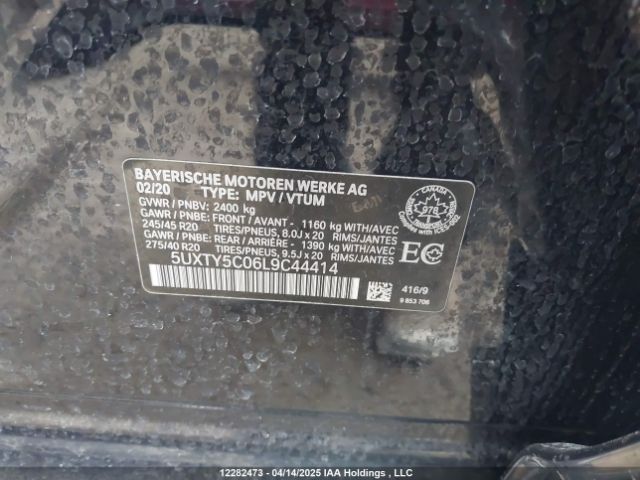 BAYERISCHE MOTOREN WERKE AG
02/20 TYPE: MPV / VTUM
GVWR / PNBV: 2400 kg
GAWR / PNBE: FRONT / AVANT - 1160 kg WITH/AVEC
245/45 R20 TIRES/PNEUS, 8.0J x 20 RIMS/JANTES
GAWR / PNBE: REAR / ARRIÈRE - 1390 kg WITH/AVEC
275/40 R20 TIRES/PNEUS, 9.5J x 20 RIMS/JANTES
5UXTY5C06L9C44414
CANADA
978
EC
416/9
9 853 706
12282473 - 04/14/2025 IAA Holdings , LLC